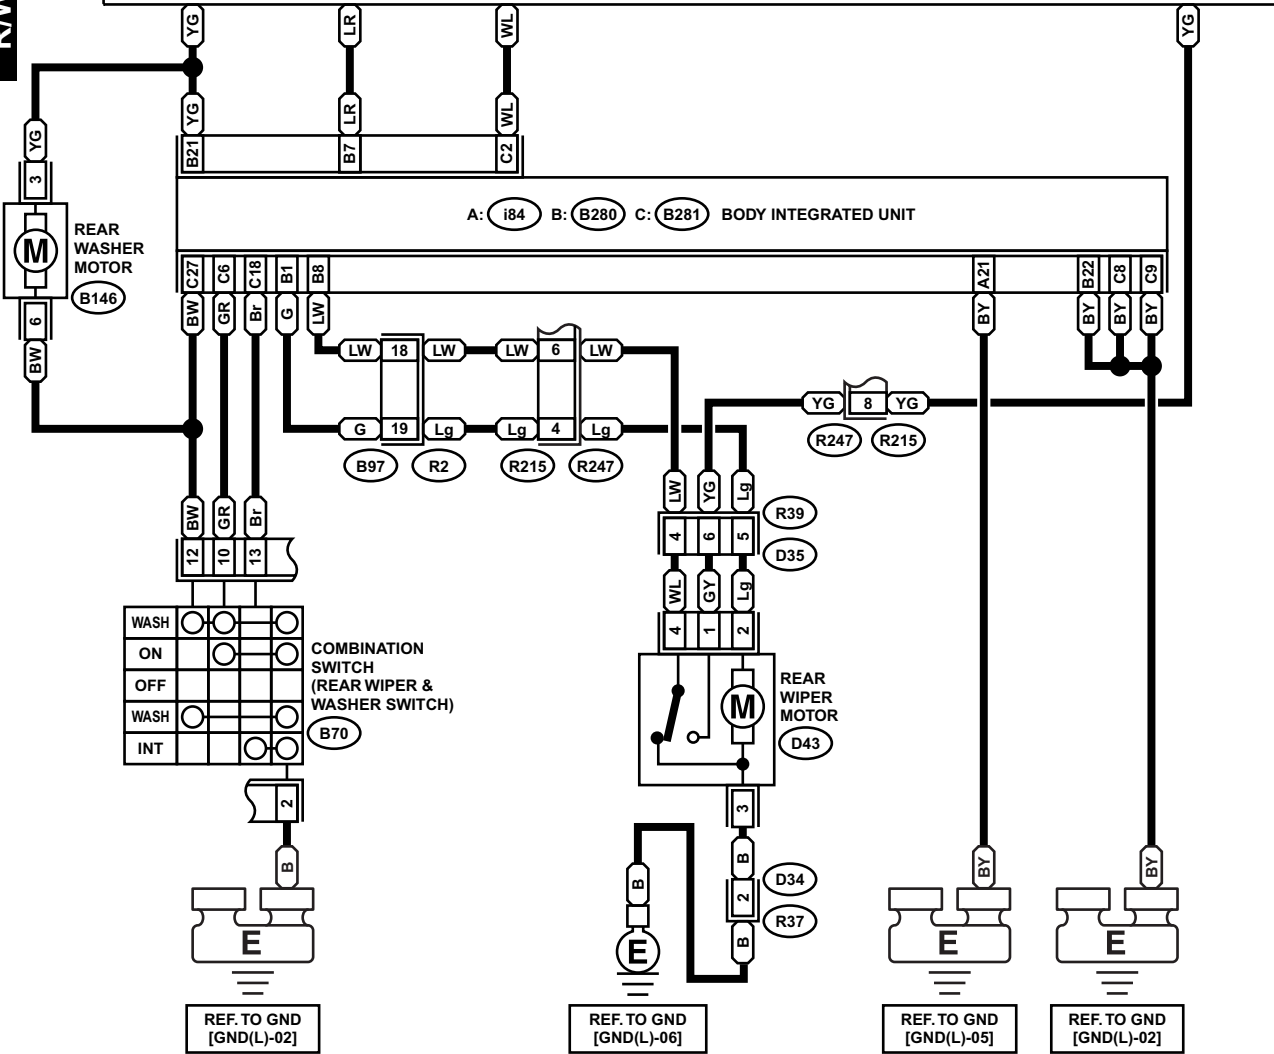 R/W
YG LR WL YG
YG LR WL
B21 B7 C2
YG
3
M
REAR
WASHER
MOTOR
B146
6
BW
A: i84 B: B280 C: B281 BODY INTEGRATED UNIT
C27 C6 C18 B1 B8 A21 B22 C8 C9
BW GR Br G LW BY BY BY BY
LW 18 LW LW 6 LW
YG 8 YG
R247 R215
G 19 Lg Lg 4 Lg
B97 R2 R215 R247
LW YG Lg
R39
4 6 5
D35
BW GR Br
12 10 13
WL GY Lg
4 1 2
WASH
ON
OFF
WASH
INT
COMBINATION
SWITCH
(REAR WIPER &
WASHER SWITCH)
B70
M
REAR
WIPER
MOTOR
D43
2
3
B
B
D34
2
R37
B
B
BY
BY
E
E
E
E
REF. TO GND
[GND(L)-02]
REF. TO GND
[GND(L)-06]
REF. TO GND
[GND(L)-05]
REF. TO GND
[GND(L)-02]